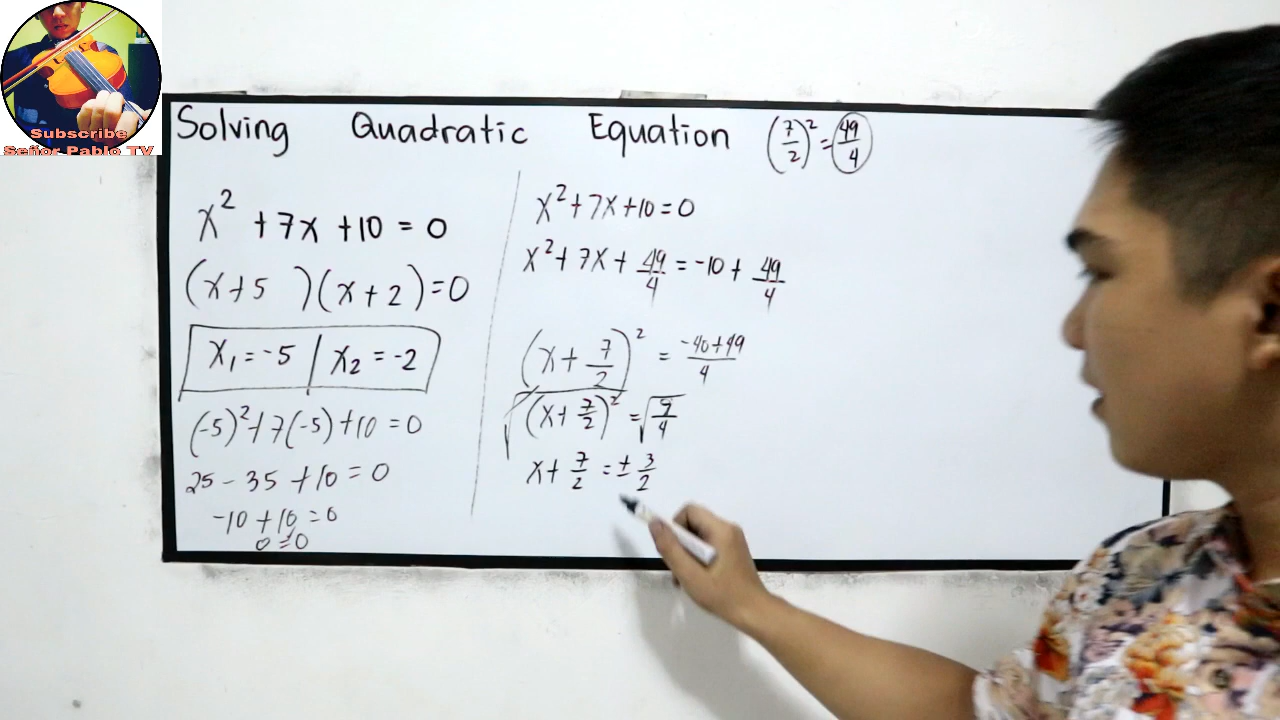 Subscribe
Señor Pablo TV
Solving Quadratic Equation (7/2)² = 49/4
x² + 7x + 10 = 0
(x + 5 )(x + 2) = 0
x₁ = -5 | x₂ = -2
(-5)² + 7(-5) + 10 = 0
25 - 35 + 10 = 0
-10 + 10 = 0
0 = 0
x² + 7x + 10 = 0
x² + 7x + 49/4 = -10 + 49/4
(x + 7/2)² = -40 + 49/4
√(x + 7/2)² = √9/4
x + 7/2 = ± 3/2